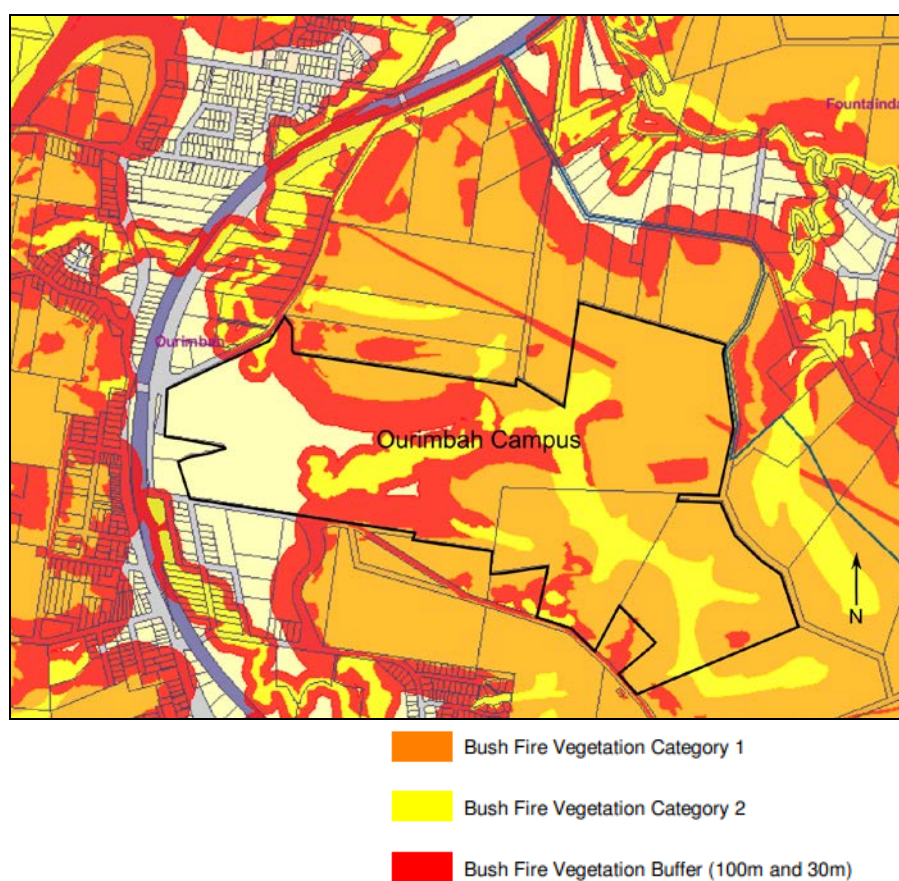 Fountainda
Ourimbah
Ourimbah Campus
N
Bush Fire Vegetation Category 1
Bush Fire Vegetation Category 2
Bush Fire Vegetation Buffer (100m and 30m)